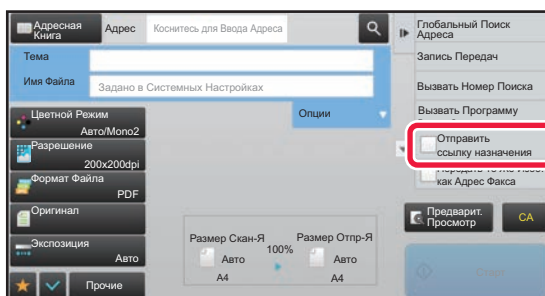 Адресная
Книга
Адрес
Коснитесь для Ввода Адреса
Тема
Имя Файла
Задано в Системных Настройках
Опции
Цветной Режим
Авто/Mono2
Разрешение
200x200dpi
Формат Файла
PDF
Оригинал
Экспозиция
Авто
Прочие
Размер Скан-Я
Авто
A4
100%
Размер Отпр-Я
Авто
A4
Глобальный Поиск
Адреса
Запись Передач
Вызвать Номер Поиска
Вызвать Программу
Отправить
ссылку назначения
как Адрес Факса
Предварит.
Просмотр
CA
Старт